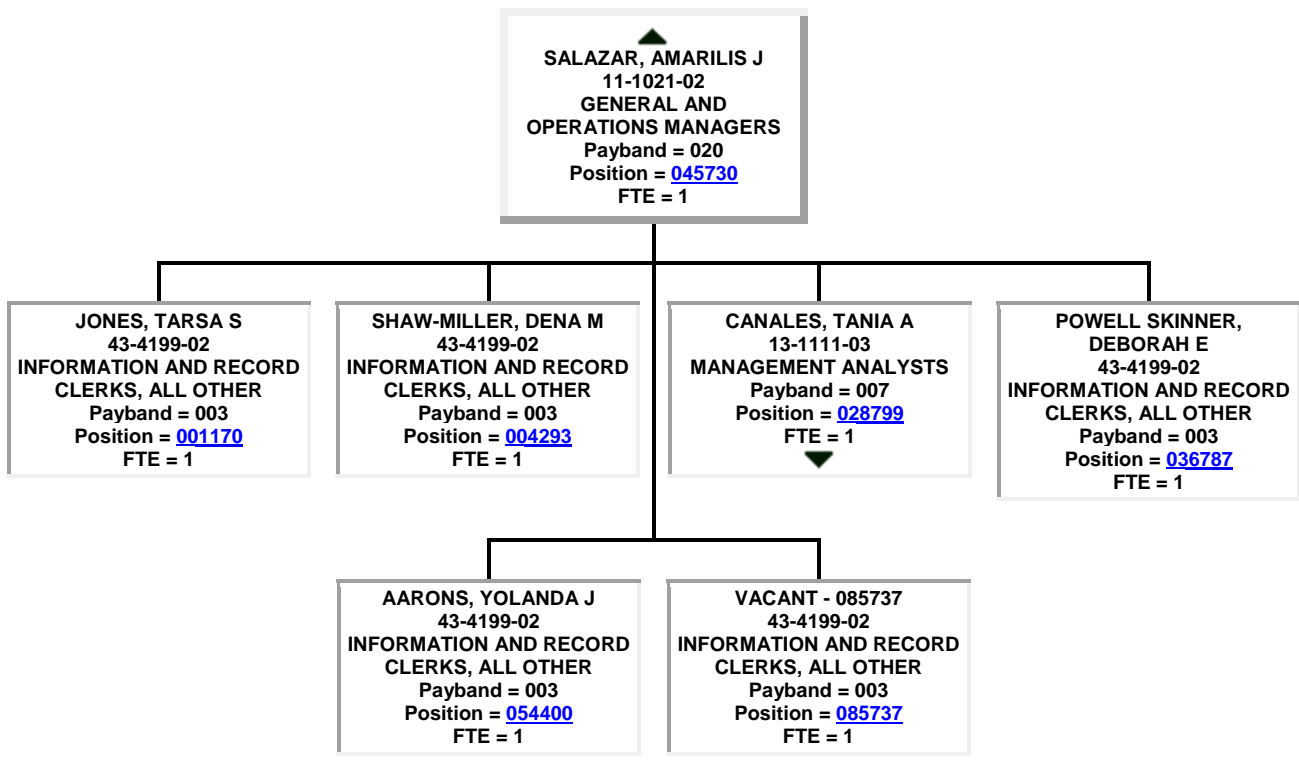 SALAZAR, AMARILIS J
11-1021-02
GENERAL AND
OPERATIONS MANAGERS
Payband = 020
Position = 045730
FTE = 1
JONES, TARSA S
43-4199-02
INFORMATION AND RECORD
CLERKS, ALL OTHER
Payband = 003
Position = 001170
FTE = 1
SHAW-MILLER, DENA M
43-4199-02
INFORMATION AND RECORD
CLERKS, ALL OTHER
Payband = 003
Position = 004293
FTE = 1
CANALES, TANIA A
13-1111-03
MANAGEMENT ANALYSTS
Payband = 007
Position = 028799
FTE = 1
POWELL SKINNER,
DEBORAH E
43-4199-02
INFORMATION AND RECORD
CLERKS, ALL OTHER
Payband = 003
Position = 036787
FTE = 1
AARONS, YOLANDA J
43-4199-02
INFORMATION AND RECORD
CLERKS, ALL OTHER
Payband = 003
Position = 054400
FTE = 1
VACANT - 085737
43-4199-02
INFORMATION AND RECORD
CLERKS, ALL OTHER
Payband = 003
Position = 085737
FTE = 1